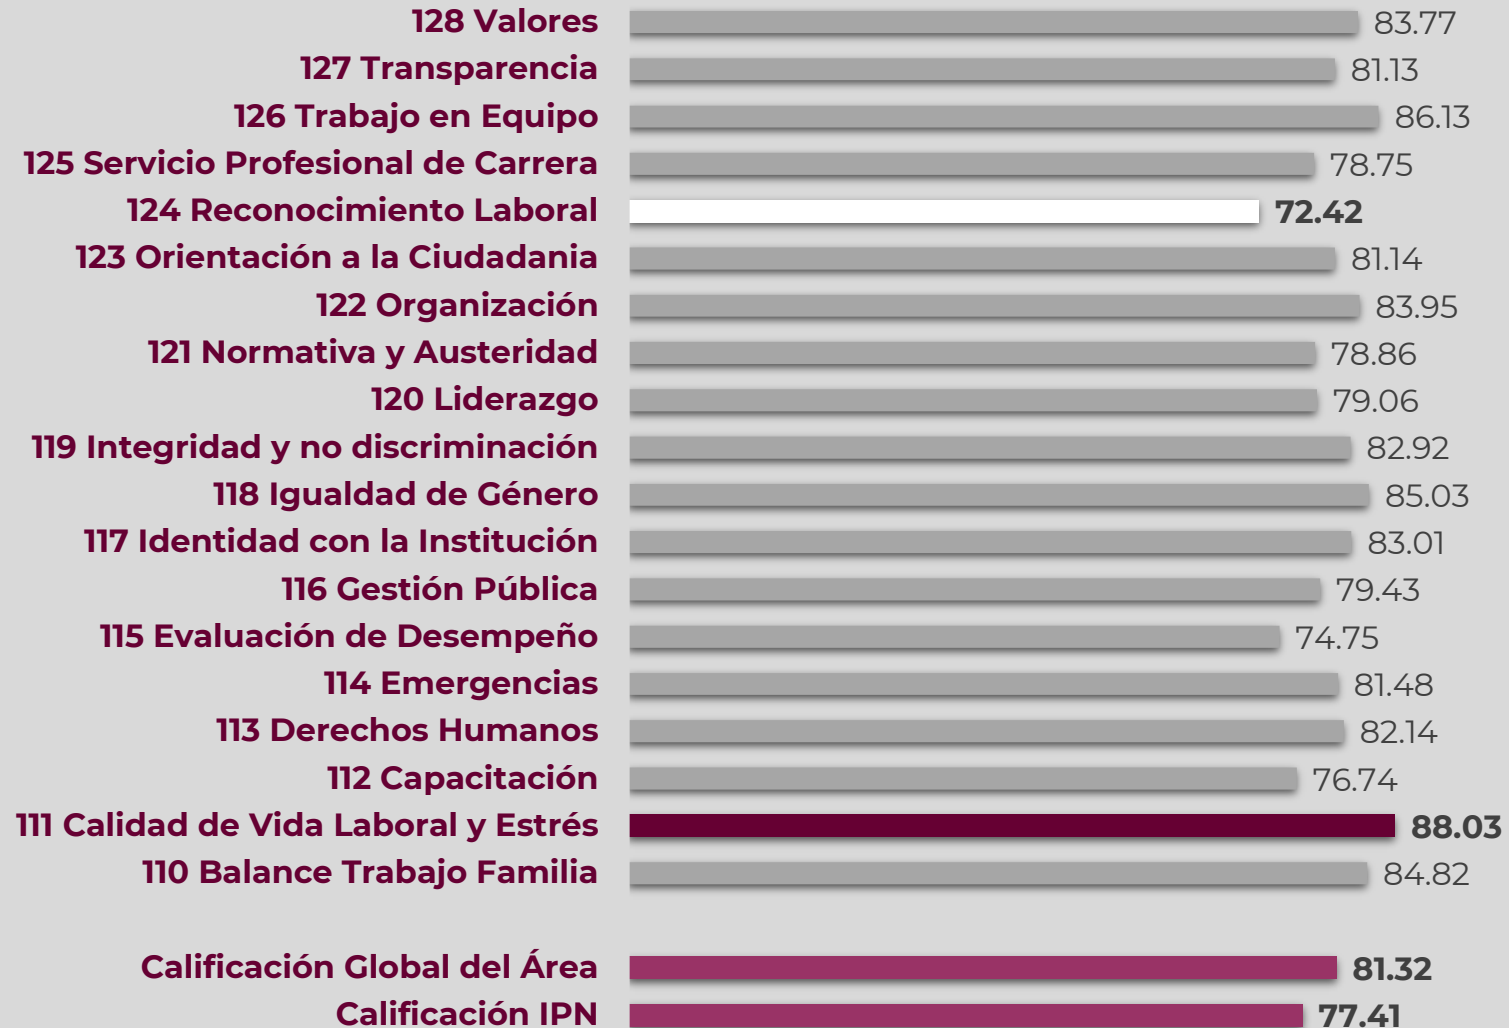 128 Valores 83.77
127 Transparencia 81.13
126 Trabajo en Equipo 86.13
125 Servicio Profesional de Carrera 78.75
124 Reconocimiento Laboral 72.42
123 Orientación a la Ciudadania 81.14
122 Organización 83.95
121 Normativa y Austeridad 78.86
120 Liderazgo 79.06
119 Integridad y no discriminación 82.92
118 Igualdad de Género 85.03
117 Identidad con la Institución 83.01
116 Gestión Pública 79.43
115 Evaluación de Desempeño 74.75
114 Emergencias 81.48
113 Derechos Humanos 82.14
112 Capacitación 76.74
111 Calidad de Vida Laboral y Estrés 88.03
110 Balance Trabajo Familia 84.82
Calificación Global del Área 81.32
Calificación IPN 77.41